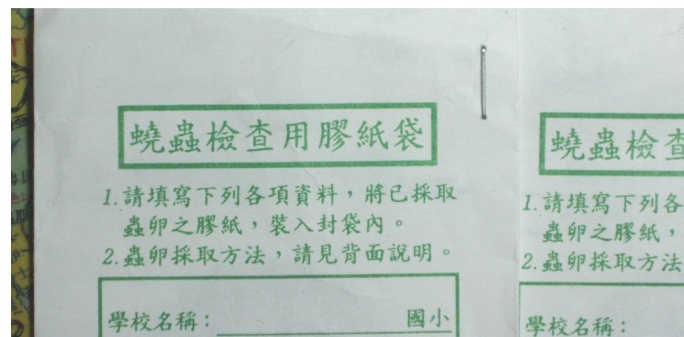 蟯蟲檢查用膠紙袋
1.請填寫下列各項資料，將已採取
蟲卵之膠紙，裝入封袋內。
2.蟲卵採取方法，請見背面說明。
學校名稱：國小
蟯蟲檢查
1.請填寫下列各
蟲卵之膠紙，
2.蟲卵採取方法
學校名稱：